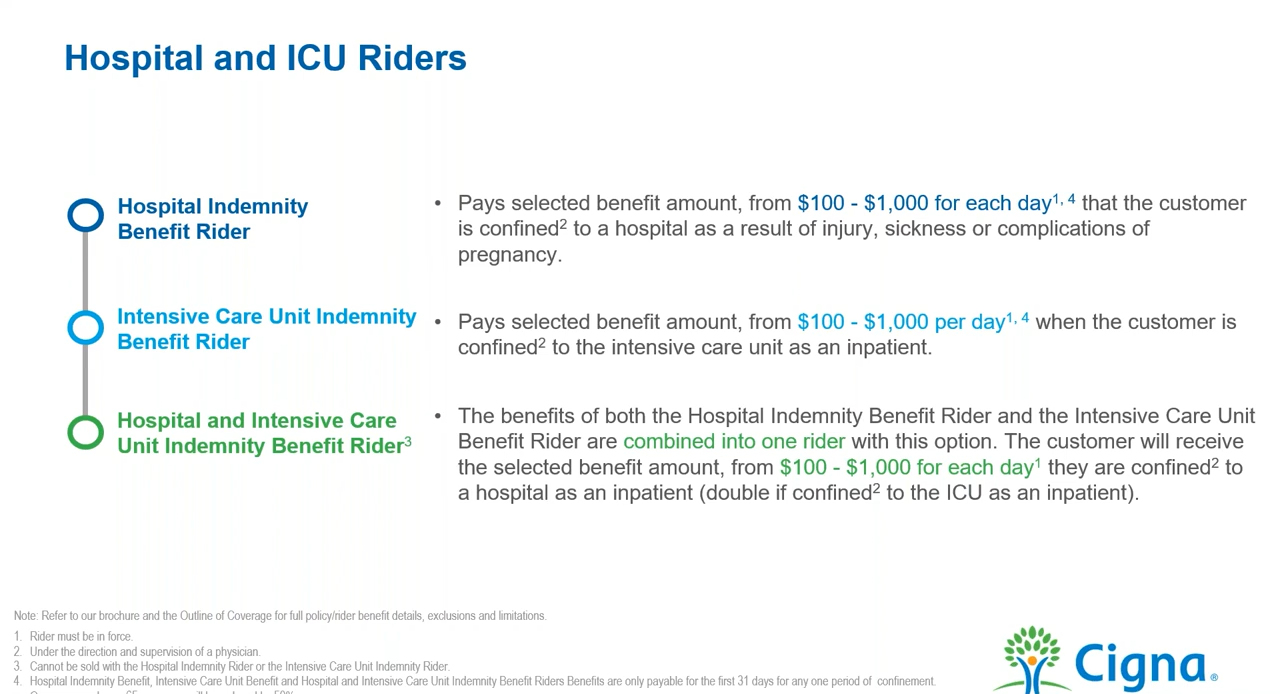 Hospital and ICU Riders
Hospital Indemnity
Benefit Rider
• Pays selected benefit amount, from $100 - $1,000 for each day1, 4 that the customer
is confined2 to a hospital as a result of injury, sickness or complications of
pregnancy.
Intensive Care Unit Indemnity
Benefit Rider
• Pays selected benefit amount, from $100 - $1,000 per day1, 4 when the customer is
confined2 to the intensive care unit as an inpatient.
Hospital and Intensive Care
Unit Indemnity Benefit Rider3
• The benefits of both the Hospital Indemnity Benefit Rider and the Intensive Care Unit
Benefit Rider are combined into one rider with this option. The customer will receive
the selected benefit amount, from $100 - $1,000 for each day1 they are confined2 to
a hospital as an inpatient (double if confined2 to the ICU as an inpatient).
Note: Refer to our brochure and the Outline of Coverage for full policy/rider benefit details, exclusions and limitations.
1. Rider must be in force.
2. Under the direction and supervision of a physician.
3. Cannot be sold with the Hospital Indemnity Rider or the Intensive Care Unit Indemnity Rider.
4. Hospital Indemnity Benefit, Intensive Care Unit Benefit and Hospital and Intensive Care Unit Indemnity Benefit Riders Benefits are only payable for the first 31 days for any one period of confinement.
Cigna®